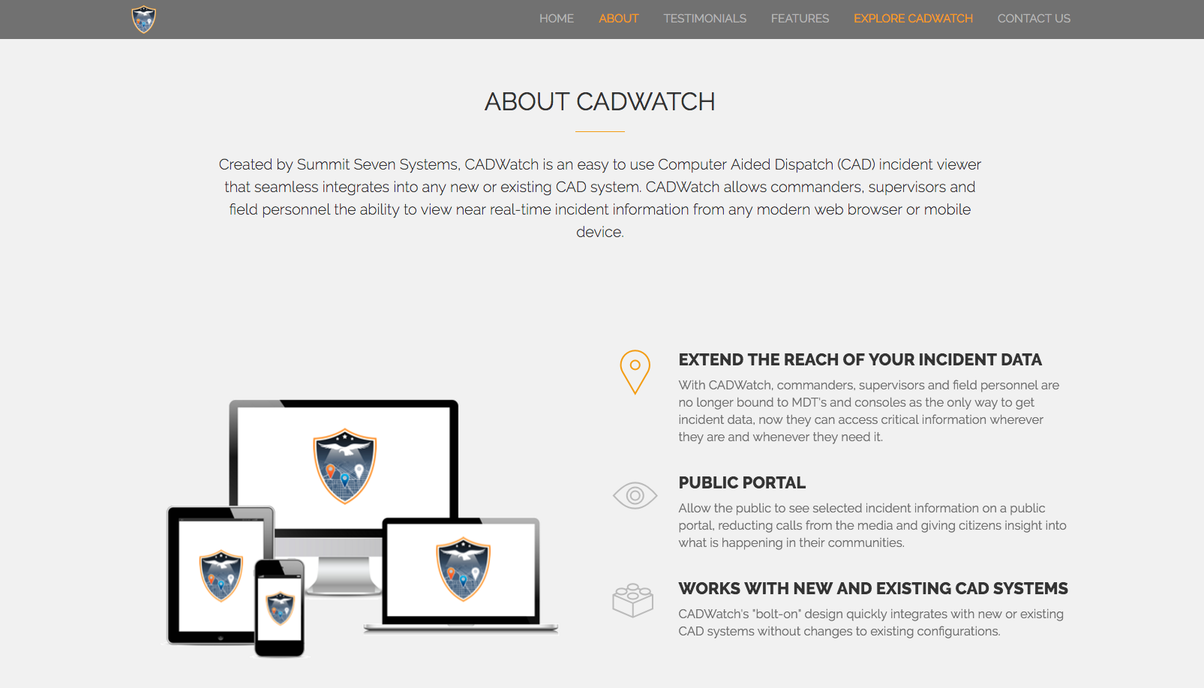 HOME ABOUT TESTIMONIALS FEATURES EXPLORE CADWATCH CONTACT US
ABOUT CADWATCH
Created by Summit Seven Systems, CADWatch is an easy to use Computer Aided Dispatch (CAD) incident viewer
that seamless integrates into any new or existing CAD system. CADWatch allows commanders, supervisors and
field personnel the ability to view near real-time incident information from any modern web browser or mobile
device.
EXTEND THE REACH OF YOUR INCIDENT DATA
With CADWatch, commanders, supervisors and field personnel are
no longer bound to MDT's and consoles as the only way to get
incident data, now they can access critical information wherever
they are and whenever they need it.
PUBLIC PORTAL
Allow the public to see selected incident information on a public
portal, reducting calls from the media and giving citizens insight into
what is happening in their communities.
WORKS WITH NEW AND EXISTING CAD SYSTEMS
CADWatch's "bolt-on" design quickly integrates with new or existing
CAD systems without changes to existing configurations.